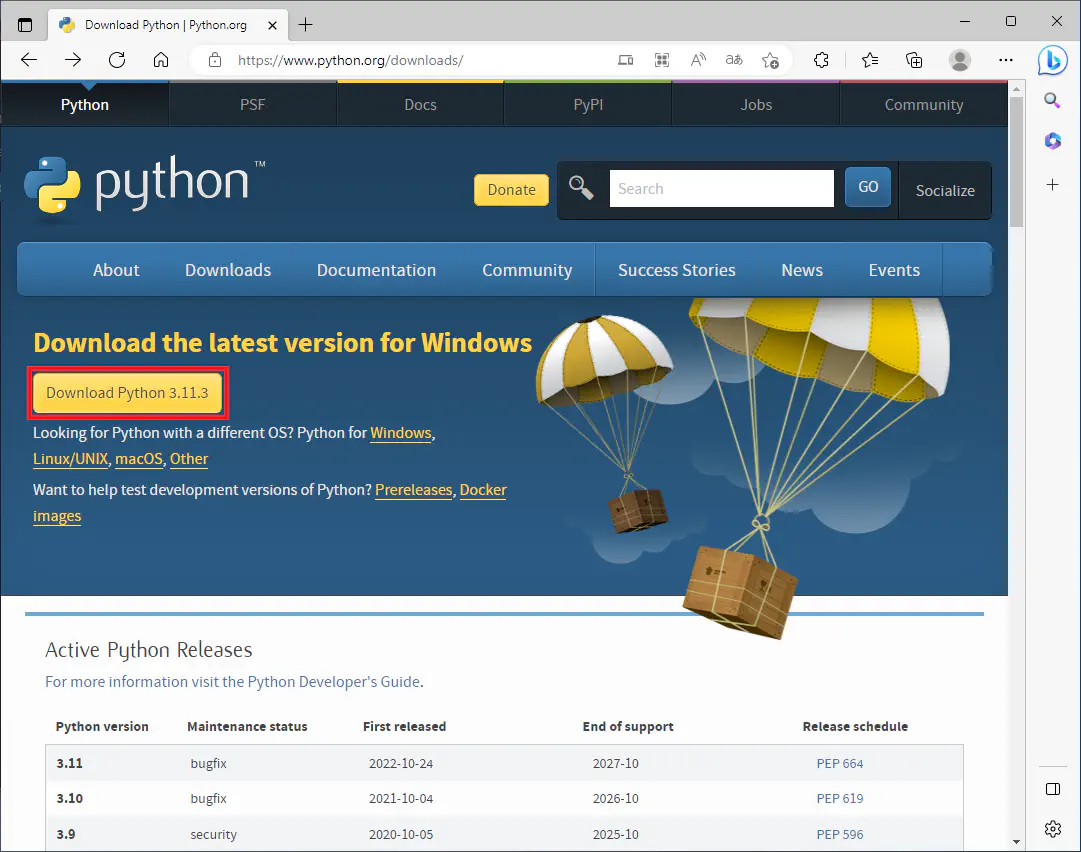 Download Python | Python.org
https://www.python.org/downloads/
Python PSF Docs PyPI Jobs Community
python™
Donate Search GO Socialize
About Downloads Documentation Community Success Stories News Events
Download the latest version for Windows
Download Python 3.11.3
Looking for Python with a different OS? Python for Windows,
Linux/UNIX, macOS, Other
Want to help test development versions of Python? Prereleases, Docker
images
Active Python Releases
For more information visit the Python Developer's Guide.
Python version Maintenance status First released End of support Release schedule
3.11 bugfix 2022-10-24 2027-10 PEP 664
3.10 bugfix 2021-10-04 2026-10 PEP 619
3.9 security 2020-10-05 2025-10 PEP 596